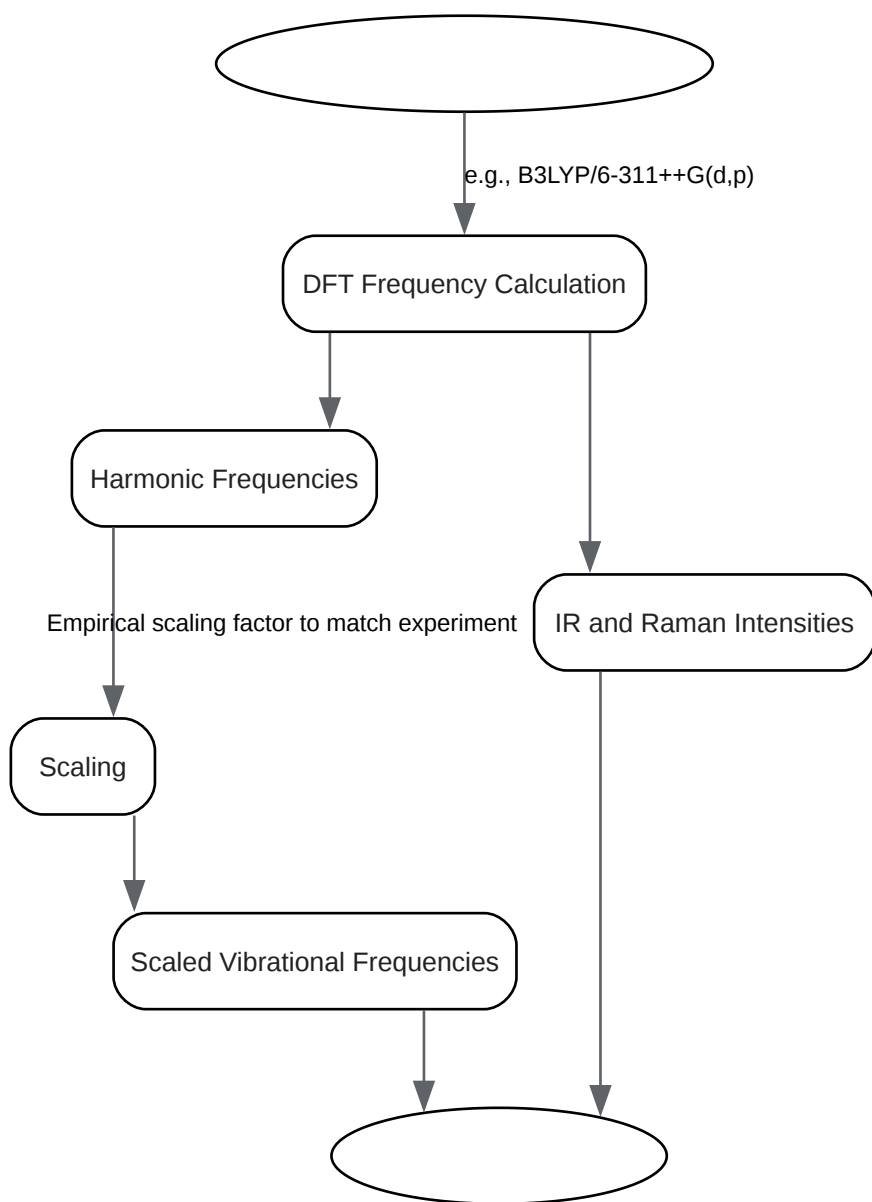 e.g., B3LYP/6-311++G(d,p)
DFT Frequency Calculation
Harmonic Frequencies
Empirical scaling factor to match experiment
IR and Raman Intensities
Scaling
Scaled Vibrational Frequencies